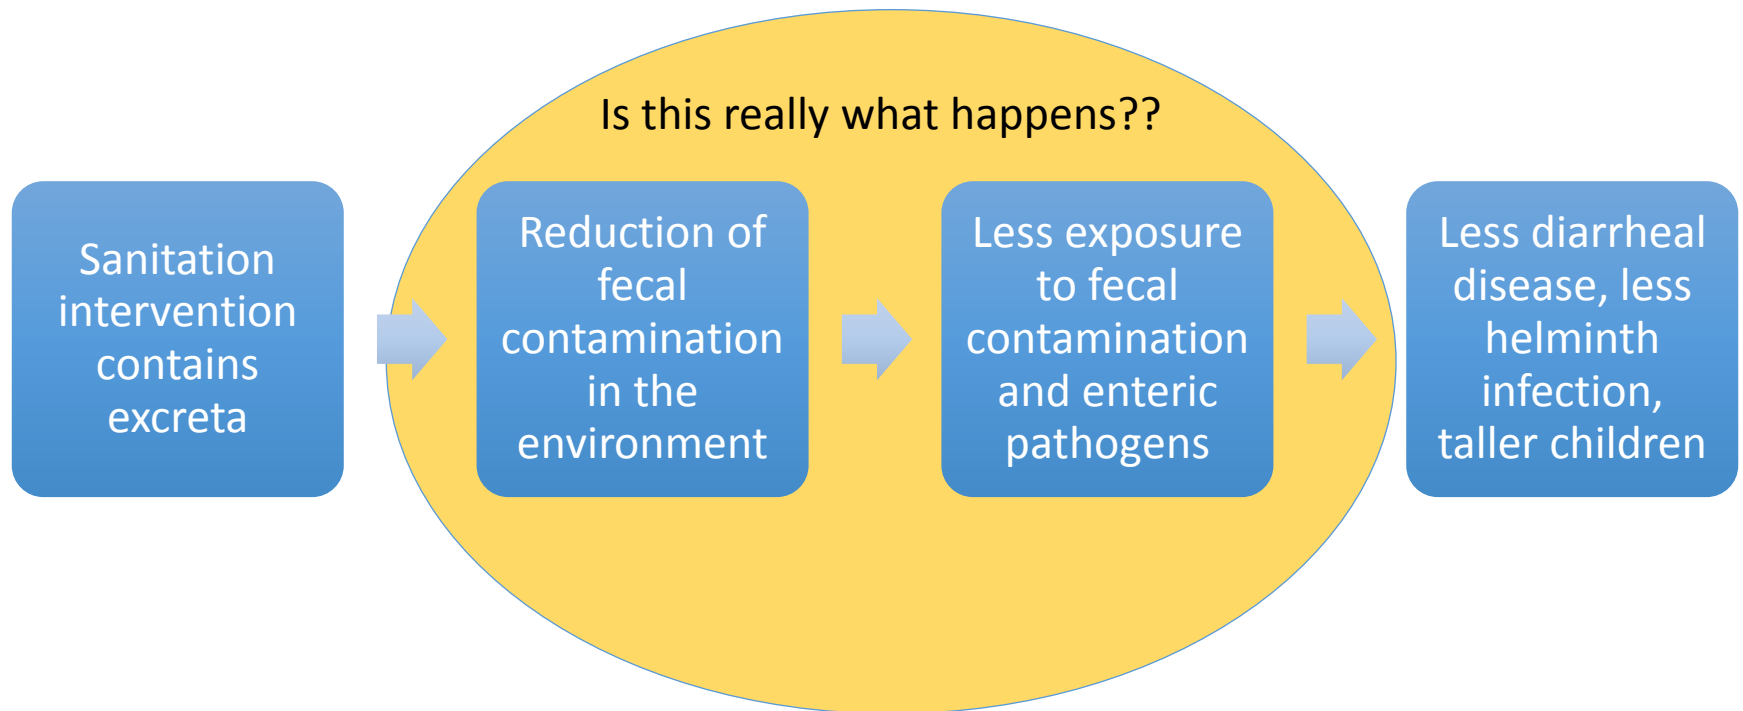 Is this really what happens??
Sanitation
intervention
contains
excreta
Reduction of
fecal
contamination
in the
environment
Less exposure
to fecal
contamination
and enteric
pathogens
Less diarrheal
disease, less
helminth
infection,
taller children